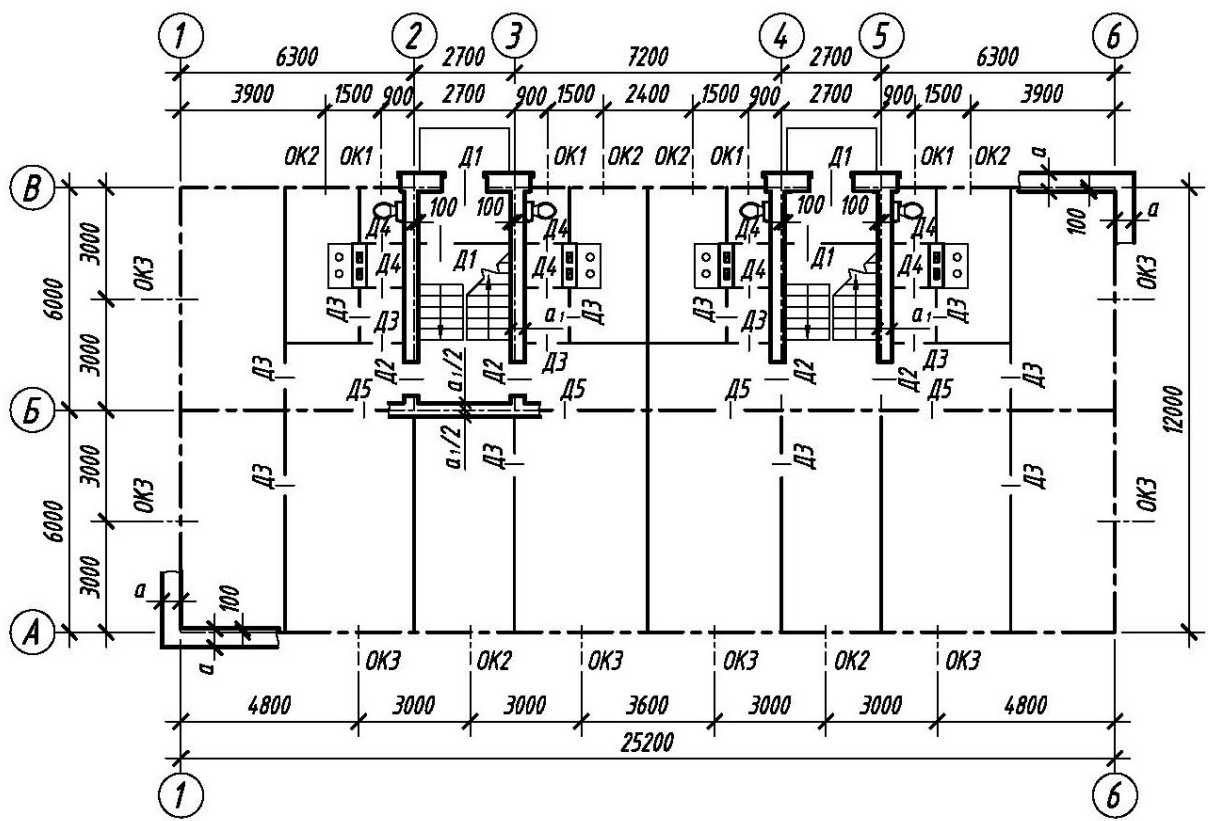 1 2 3 4 5 6
6300 2700 7200 2700 6300
3900 1500 900 2700 900 1500 2400 1500 900 2700 900 1500 3900
ОК2 ОК1 Д1 ОК1 ОК2 ОК2 ОК1 Д1 ОК1 ОК2 а
В
100 100 100 100 100 а
Д4 Д4 Д4 Д4
3000 ОК3 Д4 Д1 Д4 Д4 Д1 Д4 ОК3
6000
Д3 Д3 Д3 Д3 а₁ Д3 Д3 а₁ Д3
3000 Д3 Д2 а₁/2 Д2 Д3 Д2 Д2 Д3 Д3
Д5 Д5 Д5 Д5
Б
12000
а₁/2
3000 ОК3 Д3 Д3 Д3 Д3 ОК3
6000
3000 а 100
А
а ОК3 ОК2 ОК3 ОК3 ОК2 ОК3
4800 3000 3000 3600 3000 3000 4800
25200
1 6